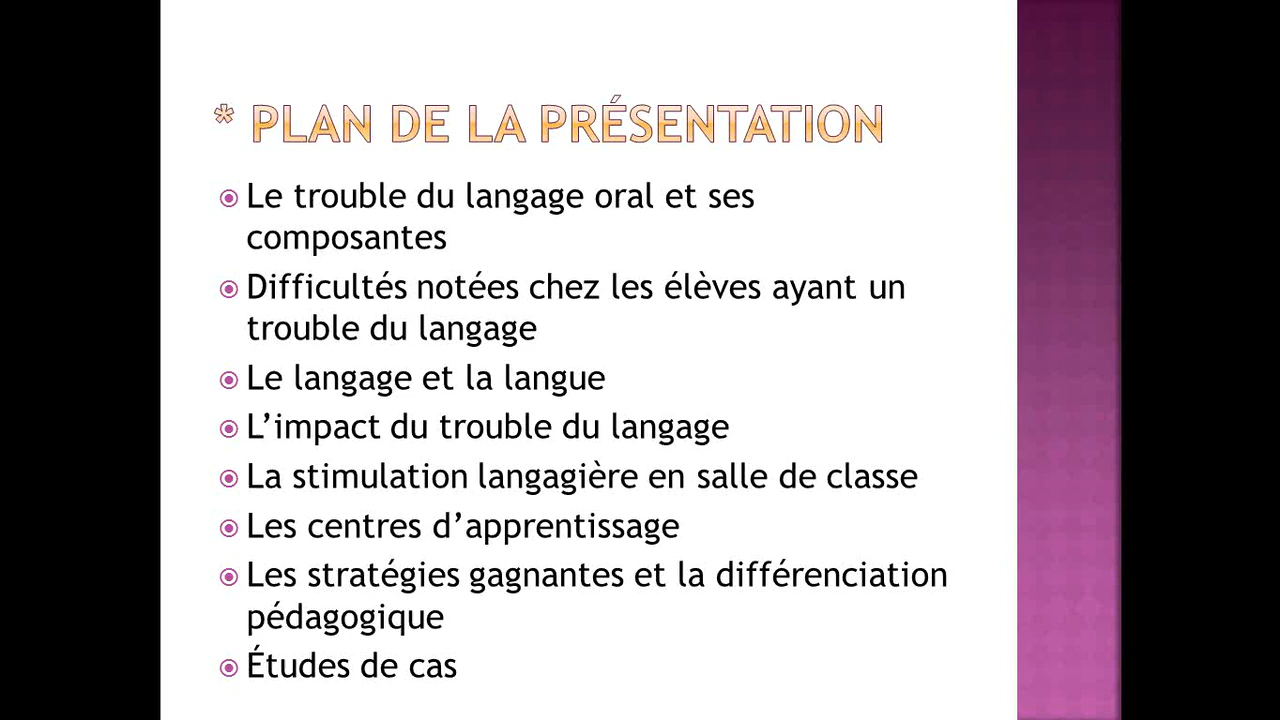 * PLAN DE LA PRÉSENTATION
Le trouble du langage oral et ses
composantes
Difficultés notées chez les élèves ayant un
trouble du langage
Le langage et la langue
L’impact du trouble du langage
La stimulation langagière en salle de classe
Les centres d’apprentissage
Les stratégies gagnantes et la différenciation
pédagogique
Études de cas